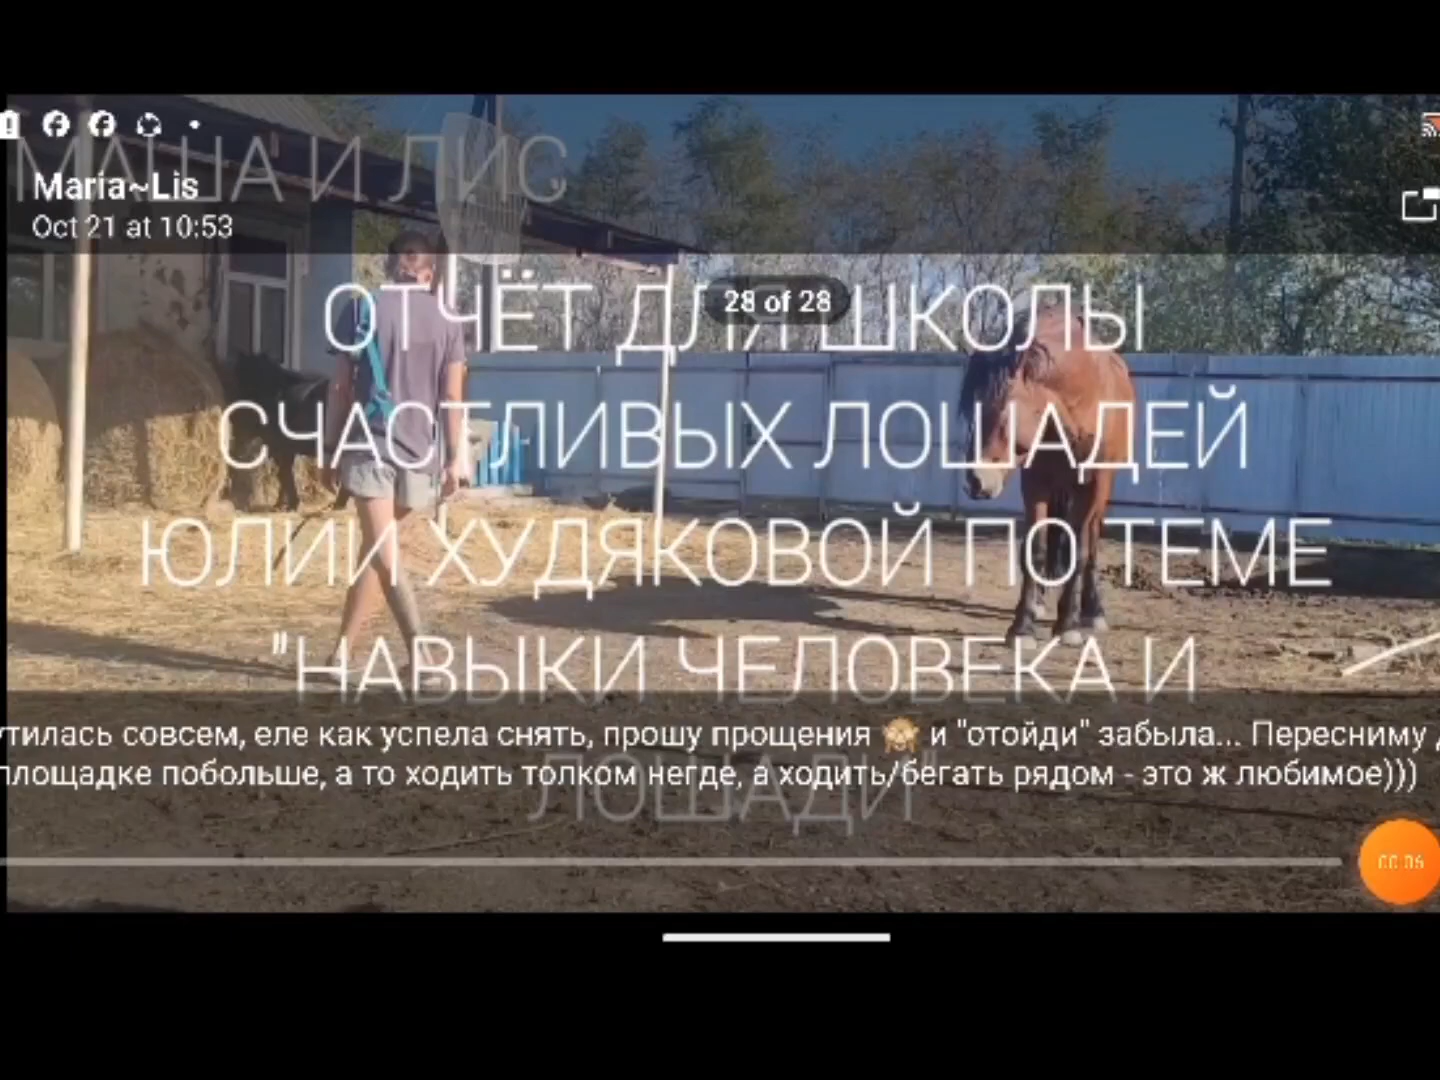 МАША И ЛИС
Maria~Lis
Oct 21 at 10:53
28 of 28
ОТЧЁТ ДЛЯ ШКОЛЫ
СЧАСТЛИВЫХ ЛОШАДЕЙ
ЮЛИИ ХУДЯКОВОЙ ПО ТЕМЕ
"НАВЫКИ ЧЕЛОВЕКА И
ЛОШАДИ"
утилась совсем, еле как успела снять, прошу прощения 🙈 и "отойди" забыла... Пересниму
площадке побольше, а то ходить толком негде, а ходить/бегать рядом - это ж любимое)))
00:06